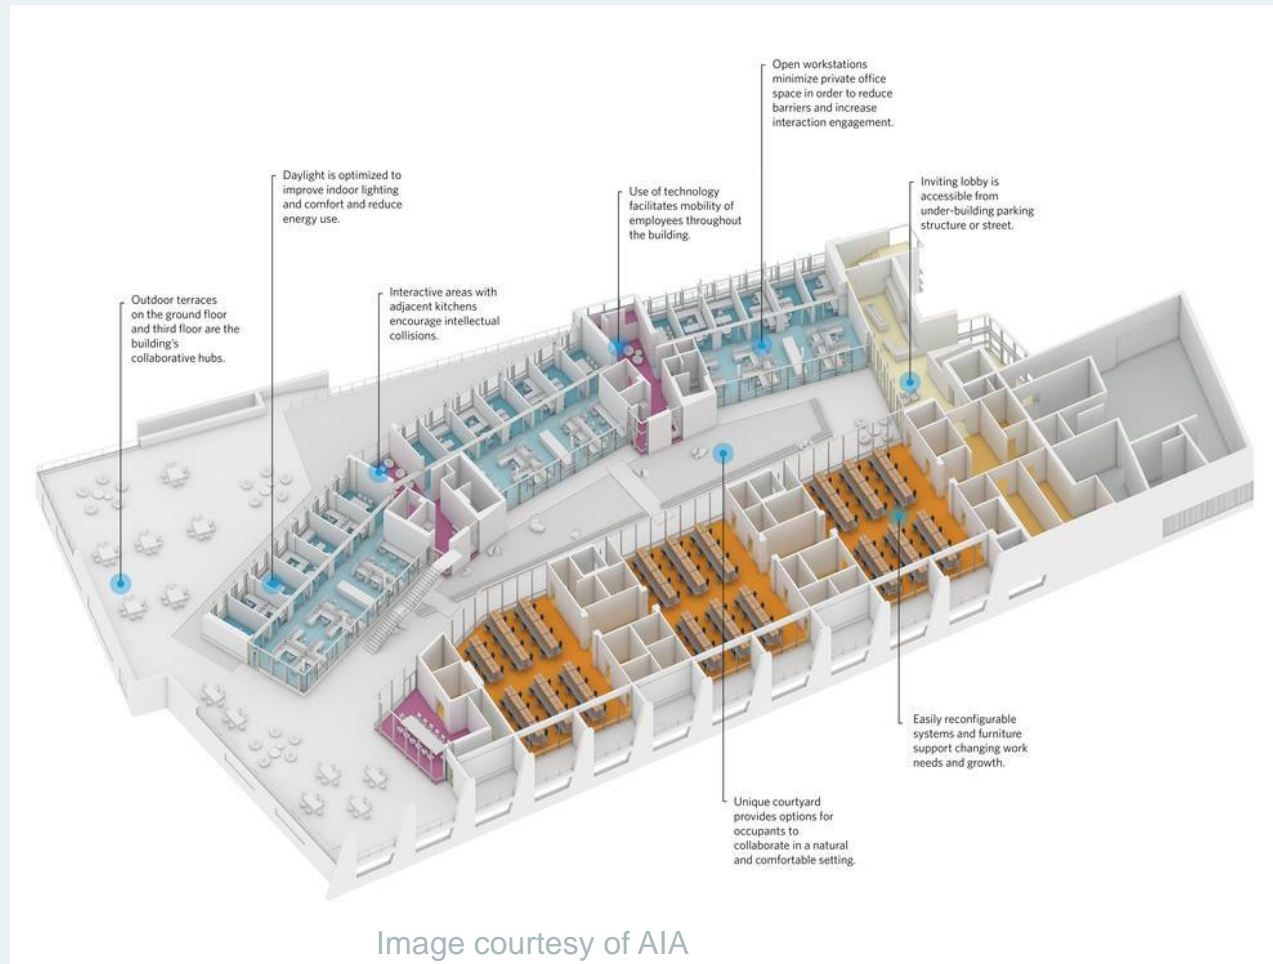 Open workstations
minimize private office
space in order to reduce
barriers and increase
interaction engagement.
Daylight is optimized to
improve indoor lighting
and comfort and reduce
energy use.
Use of technology
facilitates mobility of
employees throughout
the building.
Inviting lobby is
accessible from
under-building parking
structure or street.
Outdoor terraces
on the ground floor
and third floor are the
building's
collaborative hubs.
Interactive areas with
adjacent kitchens
encourage intellectual
collisions.
Easily reconfigurable
systems and furniture
support changing work
needs and growth.
Unique courtyard
provides options for
occupants to
collaborate in a natural
and comfortable setting.
Image courtesy of AIA